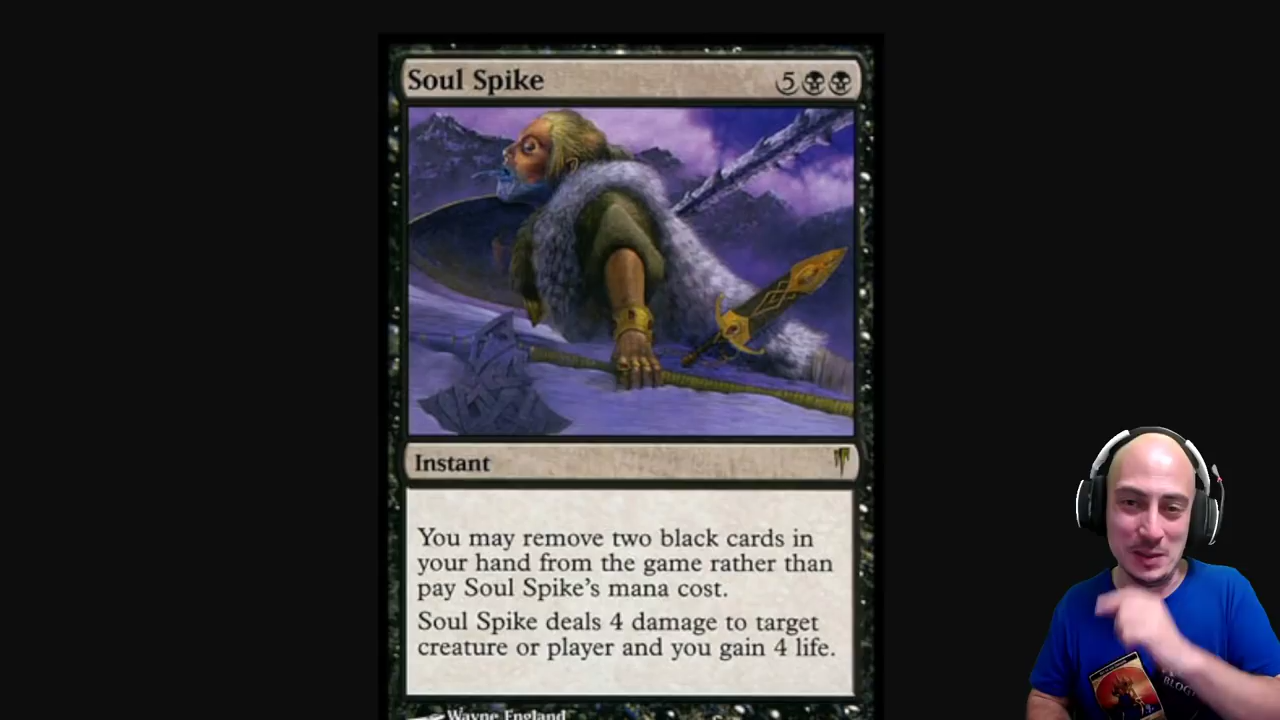 Soul Spike 5
Instant
You may remove two black cards in
your hand from the game rather than
pay Soul Spike's mana cost.
Soul Spike deals 4 damage to target
creature or player and you gain 4 life.
Wayne England
BLOG